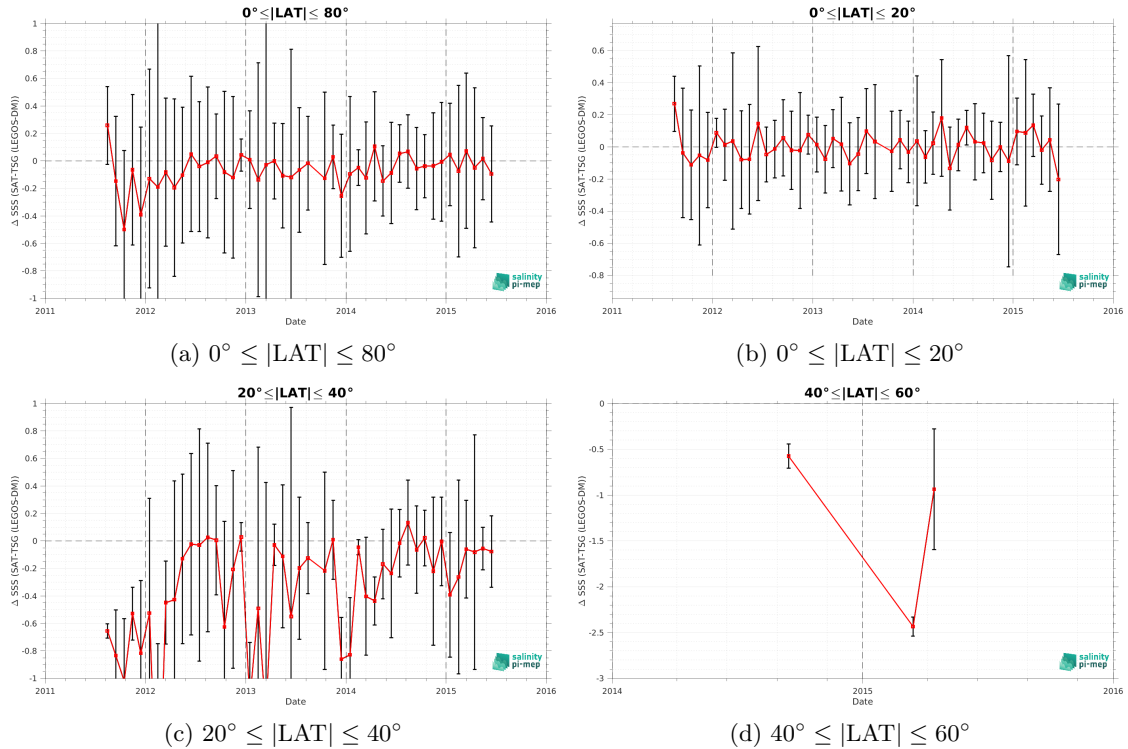 0°≤|LAT|≤ 80°
1
0.8
0.6
0.4
0.2
0
-0.2
-0.4
-0.6
-0.8
-1
Δ SSS (SAT-TSG (LEGOS-DM))
2011 2012 2013 2014 2015 2016
Date
salinity
pi-mep
(a) 0° ≤ |LAT| ≤ 80°
0°≤|LAT|≤ 20°
0.6
0.4
0.2
0
-0.2
-0.4
-0.6
-0.8
Δ SSS (SAT-TSG (LEGOS-DM))
2011 2012 2013 2014 2015 2016
Date
salinity
pi-mep
(b) 0° ≤ |LAT| ≤ 20°
20°≤|LAT|≤ 40°
1
0.8
0.6
0.4
0.2
0
-0.2
-0.4
-0.6
-0.8
-1
Δ SSS (SAT-TSG (LEGOS-DM))
2011 2012 2013 2014 2015 2016
Date
salinity
pi-mep
(c) 20° ≤ |LAT| ≤ 40°
40°≤|LAT|≤ 60°
0
-0.5
-1
-1.5
-2
-2.5
-3
Δ SSS (SAT-TSG (LEGOS-DM))
2014 2015 2016
Date
salinity
pi-mep
(d) 40° ≤ |LAT| ≤ 60°